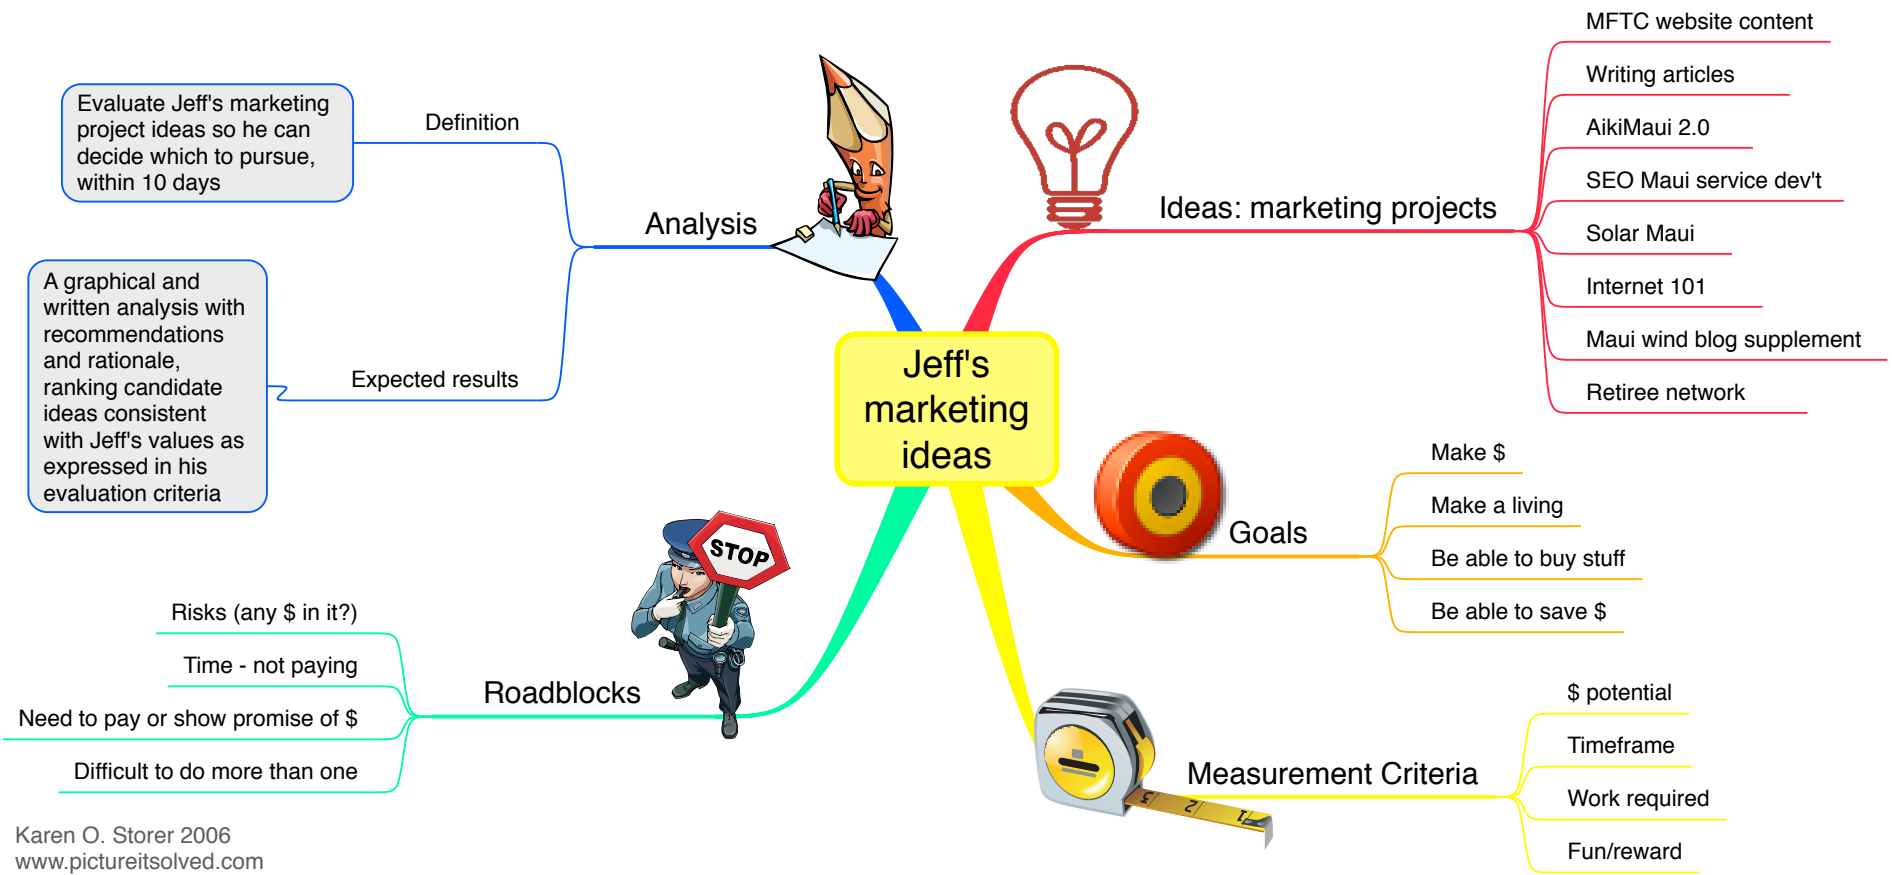 Jeff's
marketing
ideas
Ideas: marketing projects
MFTC website content
Writing articles
AikiMaui 2.0
SEO Maui service dev't
Solar Maui
Internet 101
Maui wind blog supplement
Retiree network
Goals
Make $
Make a living
Be able to buy stuff
Be able to save $
Measurement Criteria
$ potential
Timeframe
Work required
Fun/reward
3 2 1
Roadblocks
STOP
Risks (any $ in it?)
Time - not paying
Need to pay or show promise of $
Difficult to do more than one
Analysis
Definition
Evaluate Jeff's marketing
project ideas so he can
decide which to pursue,
within 10 days
Expected results
A graphical and
written analysis with
recommendations
and rationale,
ranking candidate
ideas consistent
with Jeff's values as
expressed in his
evaluation criteria
Karen O. Storer 2006
www.pictureitsolved.com